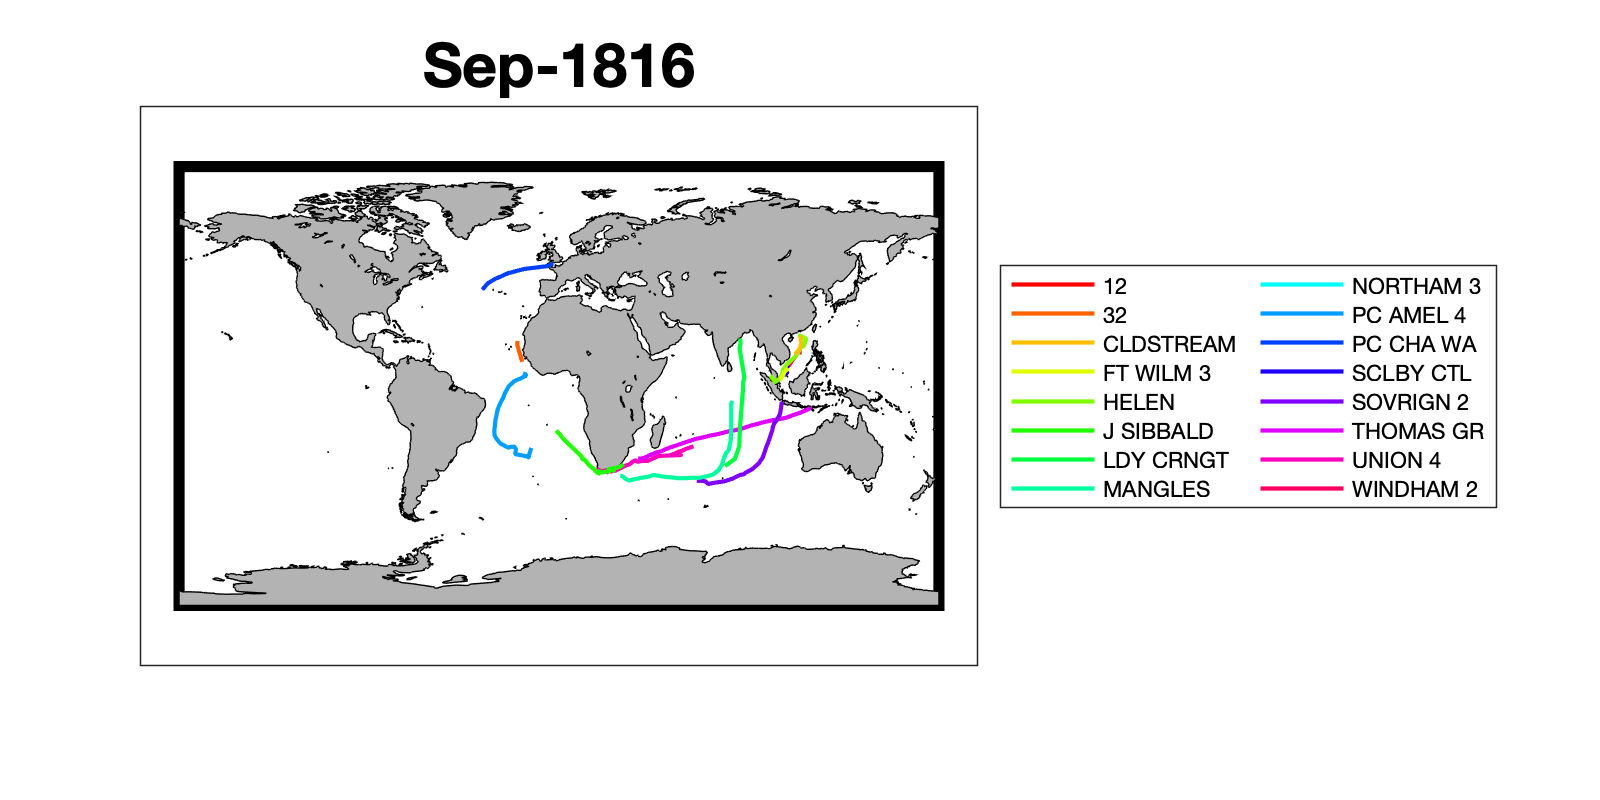 Sep-1816
12
32
CLDSTREAM
FT WILM 3
HELEN
J SIBBALD
LDY CRNGT
MANGLES
NORTHAM 3
PC AMEL 4
PC CHA WA
SCLBY CTL
SOVRIGN 2
THOMAS GR
UNION 4
WINDHAM 2